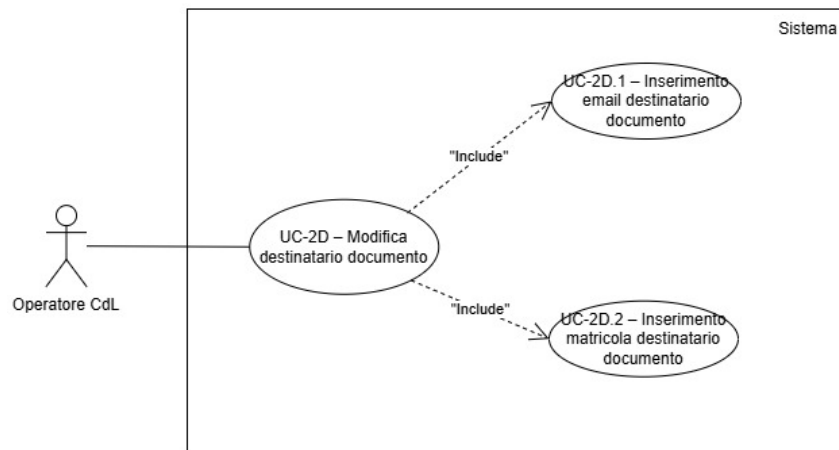 Sistema
UC-2D.1 – Inserimento
email destinatario
documento
"Include"
UC-2D – Modifica
destinatario documento
Operatore CdL
"Include"
UC-2D.2 – Inserimento
matricola destinatario
documento